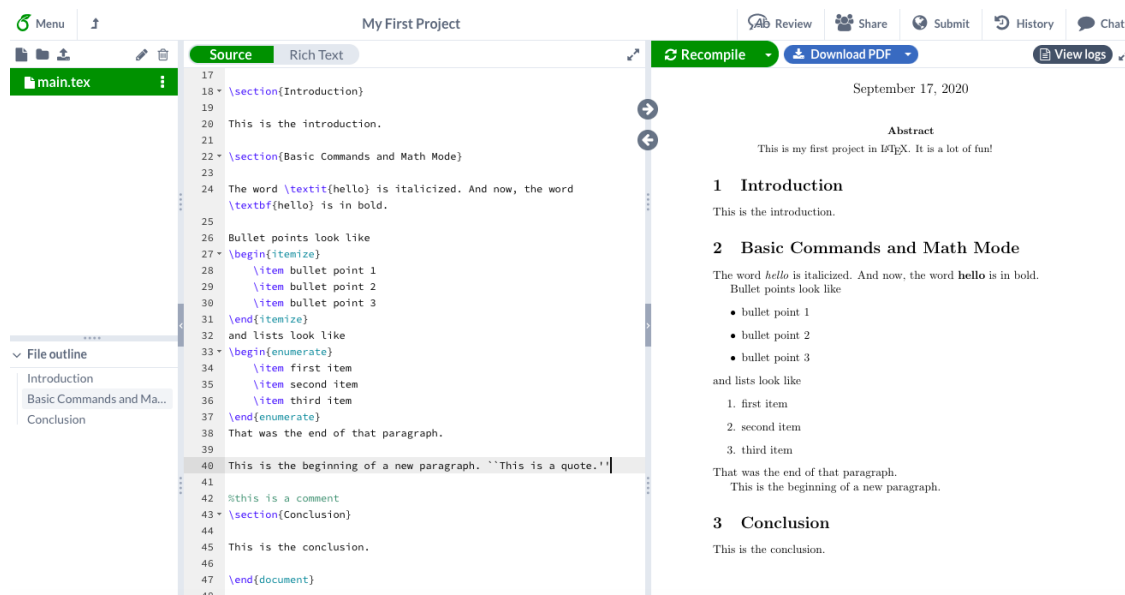 Menu
My First Project
Review
Share
Submit
History
Chat
Source
Rich Text
Recompile
Download PDF
View logs
main.tex
File outline
Introduction
Basic Commands and Ma...
Conclusion
17
18 \section{Introduction}
19
20 This is the introduction.
21
22 \section{Basic Commands and Math Mode}
23
24 The word \textit{hello} is italicized. And now, the word
\textbf{hello} is in bold.
25
26 Bullet points look like
27 \begin{itemize}
28 \item bullet point 1
29 \item bullet point 2
30 \item bullet point 3
31 \end{itemize}
32 and lists look like
33 \begin{enumerate}
34 \item first item
35 \item second item
36 \item third item
37 \end{enumerate}
38 That was the end of that paragraph.
39
40 This is the beginning of a new paragraph. ``This is a quote.''
41
42 %this is a comment
43 \section{Conclusion}
44
45 This is the conclusion.
46
47 \end{document}
September 17, 2020
Abstract
This is my first project in LATEX. It is a lot of fun!
1 Introduction
This is the introduction.
2 Basic Commands and Math Mode
The word hello is italicized. And now, the word hello is in bold.
Bullet points look like
• bullet point 1
• bullet point 2
• bullet point 3
and lists look like
1. first item
2. second item
3. third item
That was the end of that paragraph.
This is the beginning of a new paragraph.
3 Conclusion
This is the conclusion.